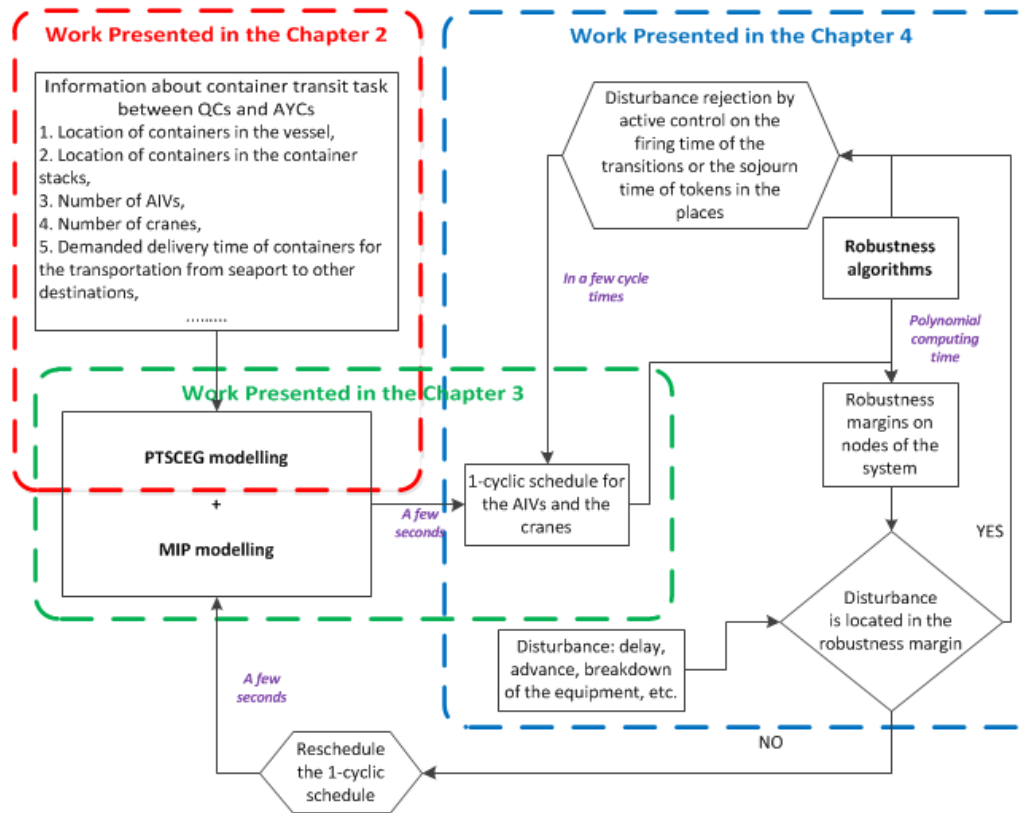 Work Presented in the Chapter 2
Work Presented in the Chapter 4
Information about container transit task
between QCs and AYCs
1. Location of containers in the vessel,
2. Location of containers in the container
stacks,
3. Number of AIVs,
4. Number of cranes,
5. Demanded delivery time of containers for
the transportation from seaport to other
destinations,
.........
Disturbance rejection by
active control on the
firing time of the
transitions or the sojourn
time of tokens in the
places
Robustness
algorithms
In a few cycle
times
Polynomial
computing
time
Work Presented in the Chapter 3
PTSCEG modelling
+
MIP modelling
A few
seconds
1-cyclic schedule for
the AIVs and the
cranes
Robustness
margins on
nodes of the
system
YES
Disturbance
is located in the
robustness margin
Disturbance: delay,
advance, breakdown
of the equipment, etc.
A few
seconds
NO
Reschedule
the 1-cyclic
schedule